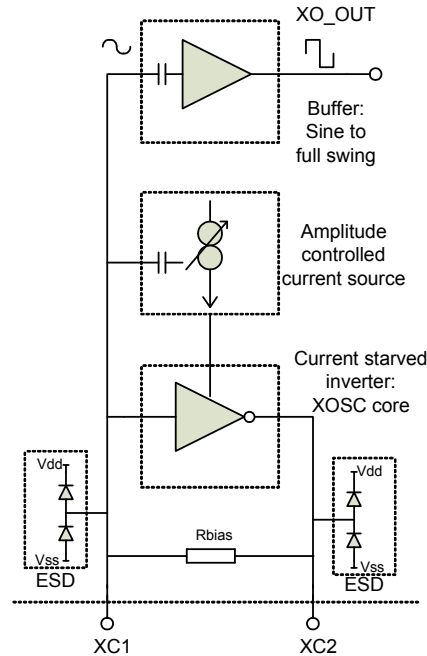 XO_OUT
Buffer:
Sine to
full swing
Amplitude
controlled
current source
Current starved
inverter:
XOSC core
Vdd
Vss
ESD
Rbias
Vdd
Vss
ESD
XC1
XC2